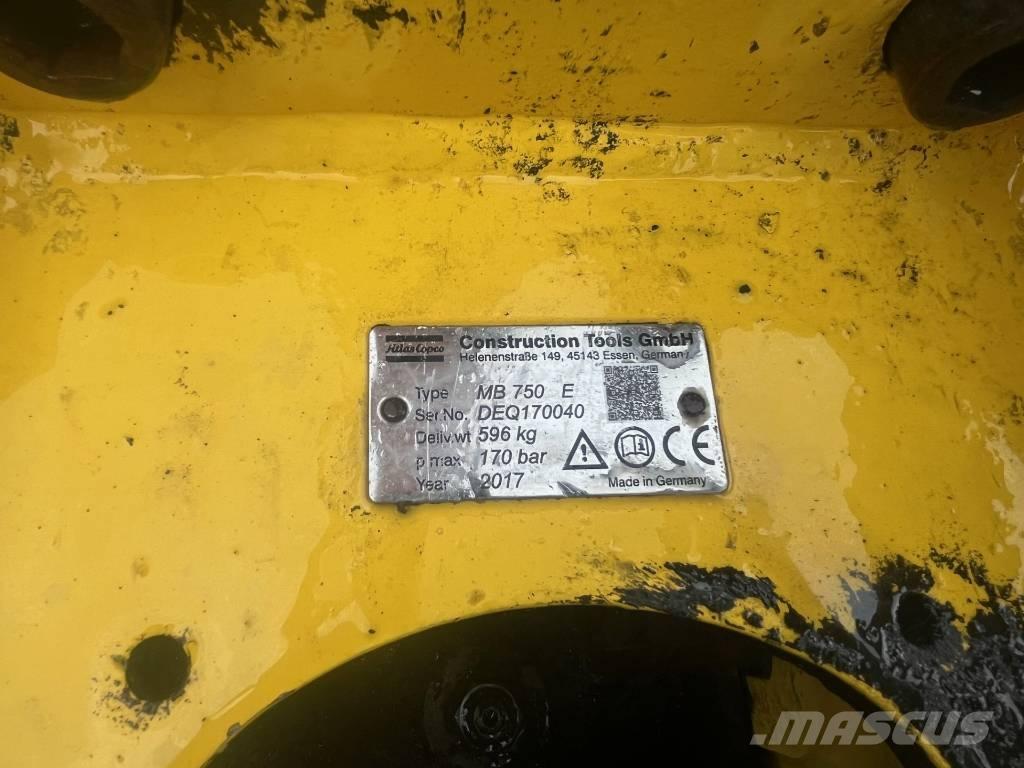 Atlas Copco
Construction Tools GmbH
Helenenstraße 149, 45143 Essen, Germany
Type MB 750 E
Ser.No. DEQ170040
Deliv.wt 596 kg
p max 170 bar
Year 2017
CE
Made in Germany
MASCUS